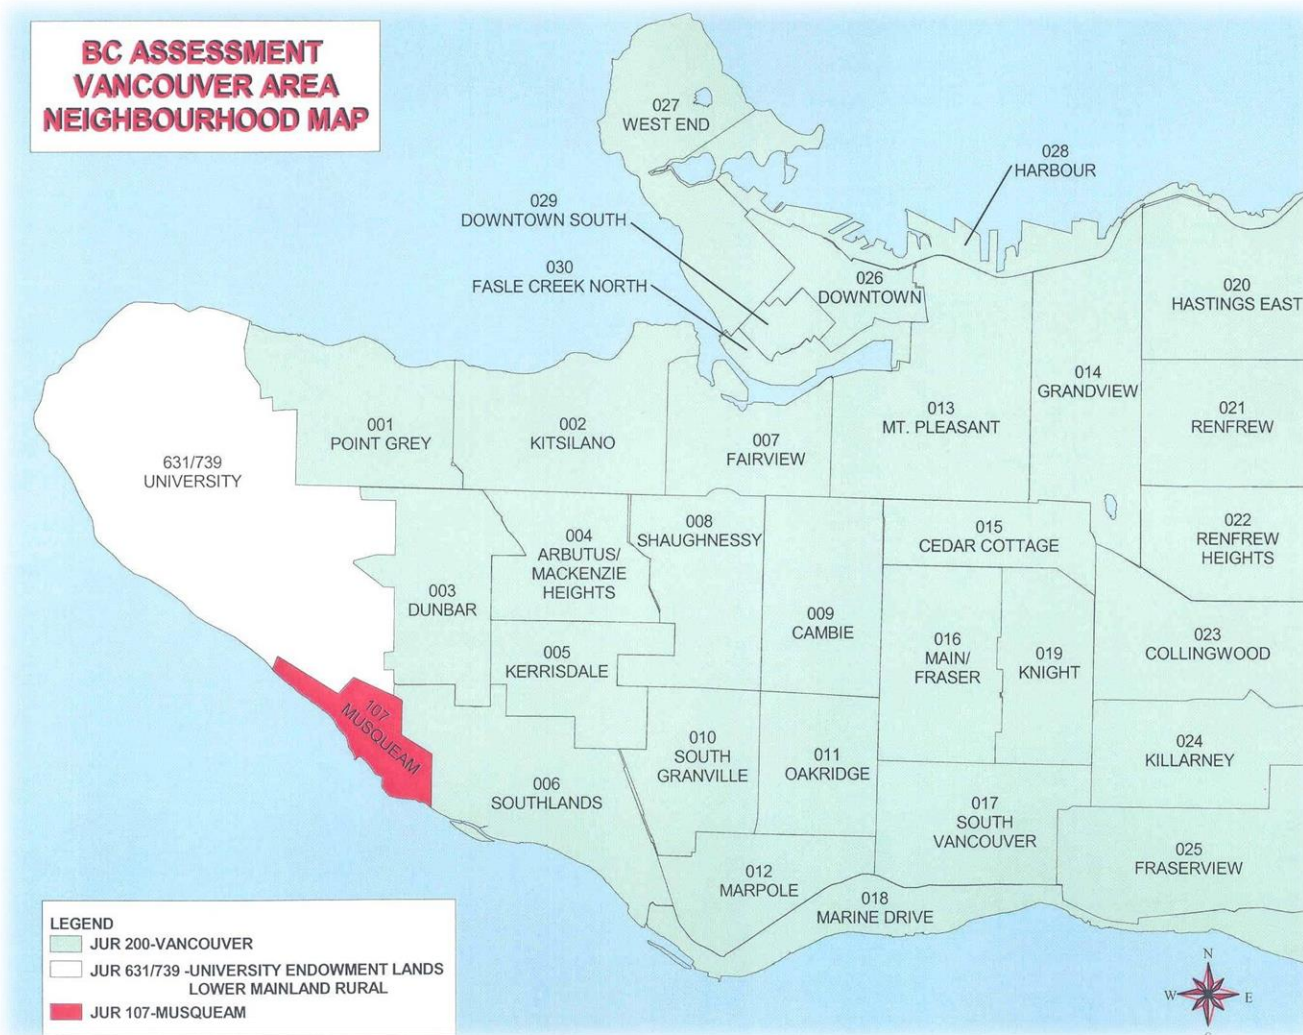 BC ASSESSMENT
VANCOUVER AREA
NEIGHBOURHOOD MAP
027
WEST END
028
HARBOUR
029
DOWNTOWN SOUTH
030
FASLE CREEK NORTH
026
DOWNTOWN
020
HASTINGS EAST
014
GRANDVIEW
013
MT. PLEASANT
021
RENFREW
001
POINT GREY
002
KITSILANO
007
FAIRVIEW
631/739
UNIVERSITY
022
RENFREW
HEIGHTS
004
ARBUTUS/
MACKENZIE
HEIGHTS
008
SHAUGHNESSY
015
CEDAR COTTAGE
003
DUNBAR
009
CAMBIE
016
MAIN/
FRASER
019
KNIGHT
023
COLLINGWOOD
005
KERRISDALE
107
MUSQUEAM
010
SOUTH
GRANVILLE
011
OAKRIDGE
024
KILLARNEY
006
SOUTHLANDS
017
SOUTH
VANCOUVER
025
FRASERVIEW
012
MARPOLE
018
MARINE DRIVE
LEGEND
JUR 200-VANCOUVER
JUR 631/739 -UNIVERSITY ENDOWMENT LANDS
LOWER MAINLAND RURAL
JUR 107-MUSQUEAM
N
W E
S